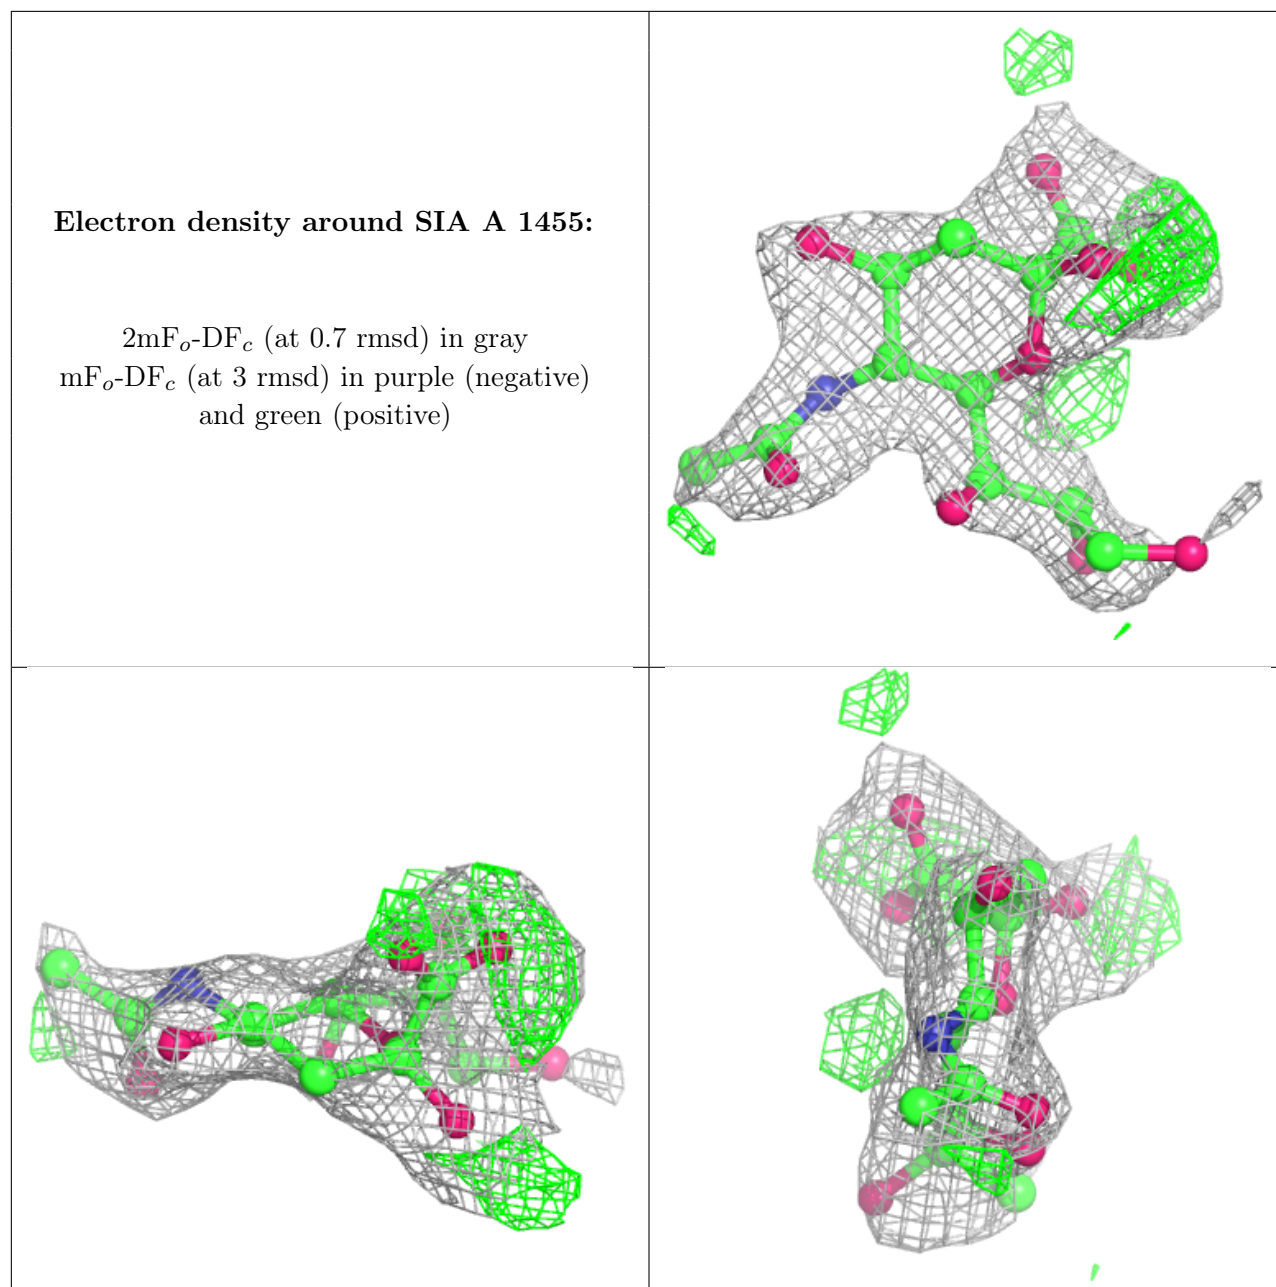 Electron density around SIA A 1455:
2mFₒ-DF𝒸 (at 0.7 rmsd) in gray
mFₒ-DF𝒸 (at 3 rmsd) in purple (negative)
and green (positive)